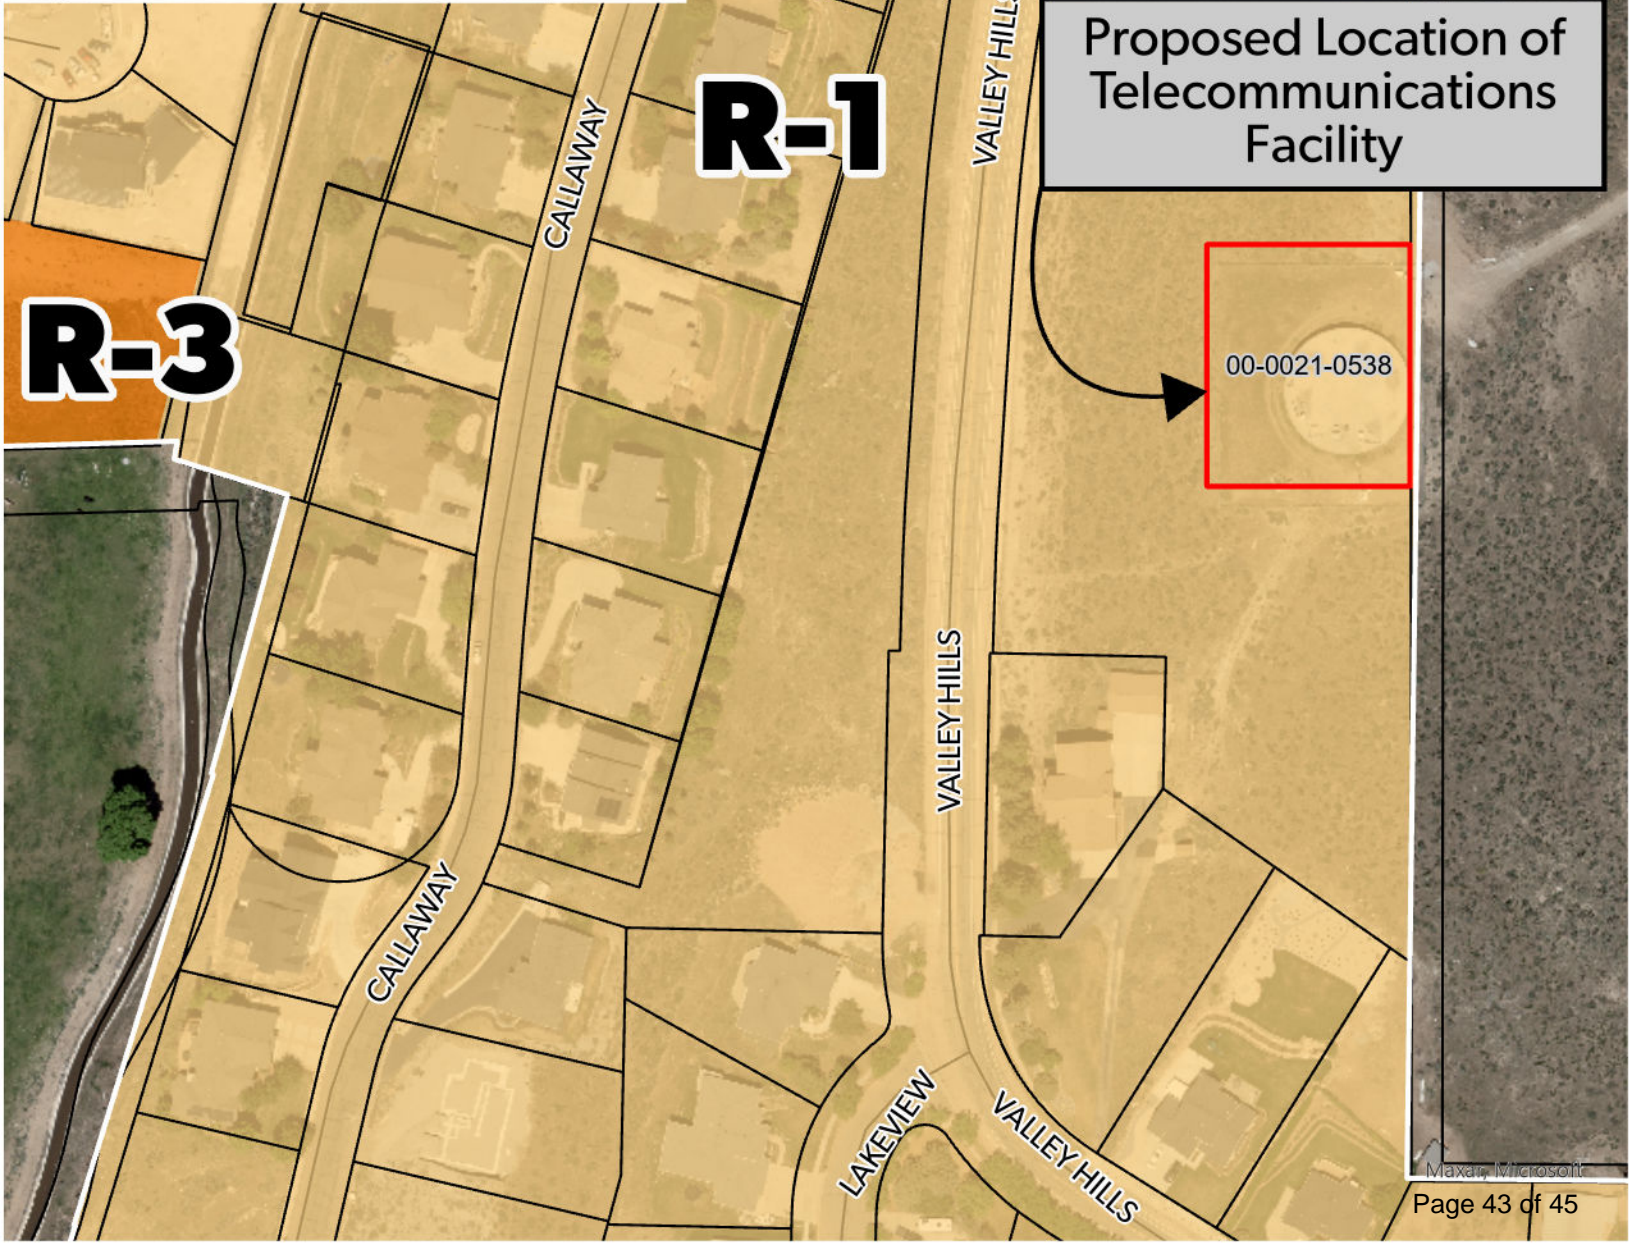 Proposed Location of
Telecommunications
Facility
R-1
VALLEY HILLS
CALLAWAY
R-3
00-0021-0538
VALLEY HILLS
CALLAWAY
LAKEVIEW
VALLEY HILLS
Maxar, Microsoft
Page 43 of 45